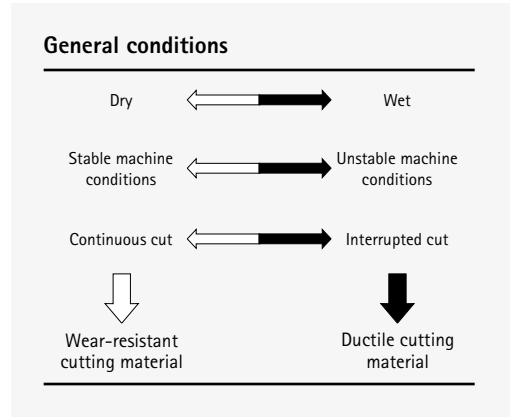 General conditions
Dry
Wet
Stable machine
conditions
Unstable machine
conditions
Continuous cut
Interrupted cut
Wear-resistant
cutting material
Ductile cutting
material